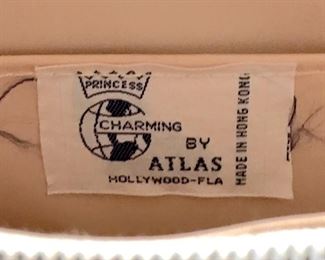 PRINCESS
CHARMING
BY
ATLAS
HOLLYWOOD-FLA
MADE IN HONG KONG